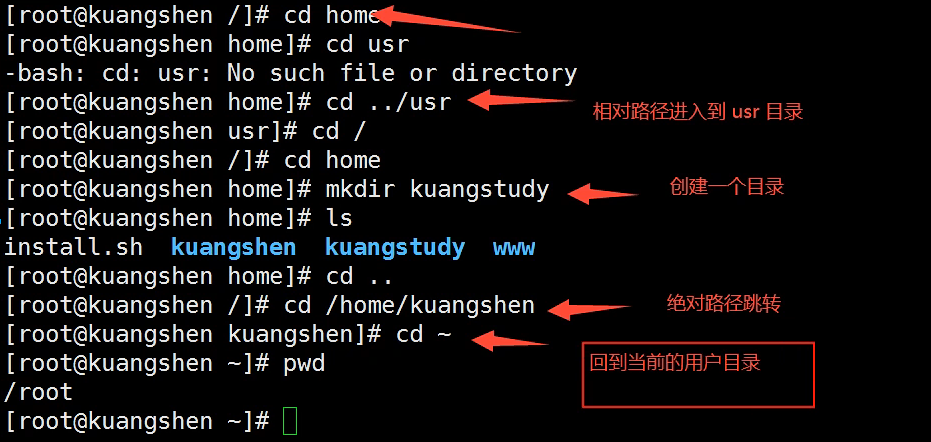 [root@kuangshen /]# cd home
[root@kuangshen home]# cd usr
-bash: cd: usr: No such file or directory
[root@kuangshen home]# cd ../usr
相对路径进入到 usr 目录
[root@kuangshen usr]# cd /
[root@kuangshen /]# cd home
[root@kuangshen home]# mkdir kuangstudy
创建一个目录
[root@kuangshen home]# ls
install.sh kuangshen kuangstudy www
[root@kuangshen home]# cd ..
[root@kuangshen /]# cd /home/kuangshen
绝对路径跳转
[root@kuangshen kuangshen]# cd ~
[root@kuangshen ~]# pwd
回到当前的用户目录
/root
[root@kuangshen ~]#